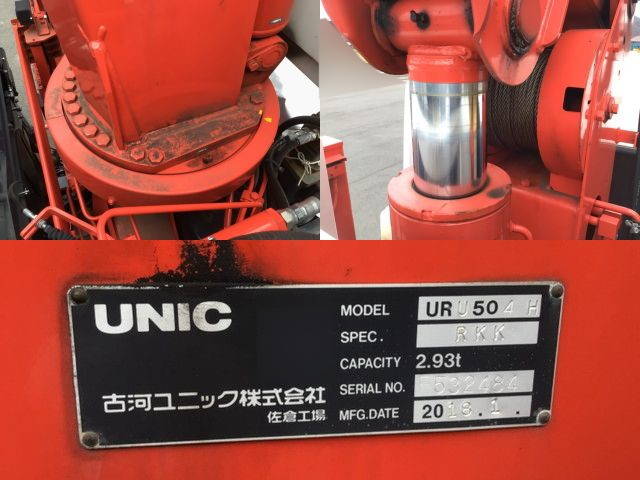 UNIC
MODEL URU504H
SPEC. RKK
CAPACITY 2.93t
古河ユニック株式会社
SERIAL NO.
佐倉工場
MFG.DATE 2018.1.